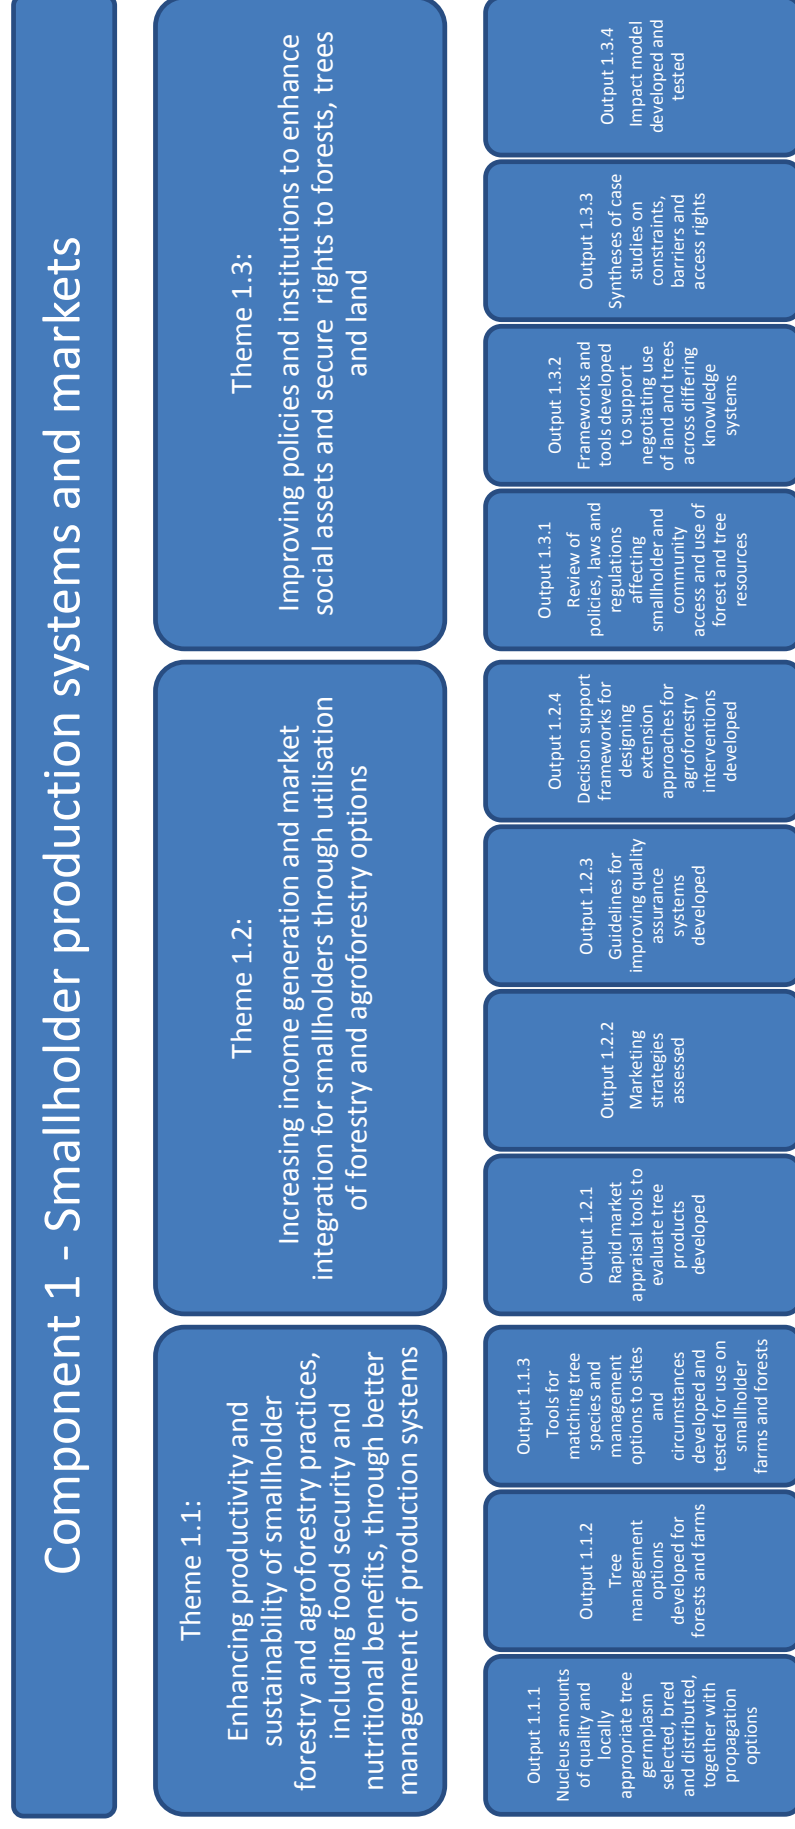 Component 1 - Smallholder production systems and markets
Theme 1.1:
Enhancing productivity and
sustainability of smallholder
forestry and agroforestry practices,
including food security and
nutritional benefits, through better
management of production systems
Theme 1.2:
Increasing income generation and market
integration for smallholders through utilisation
of forestry and agroforestry options
Theme 1.3:
Improving policies and institutions to enhance
social assets and secure rights to forests, trees
and land
Output 1.1.1
Nucleus amounts
of quality and
locally
appropriate tree
germplasm
selected, bred
and distributed,
together with
propagation
options
Output 1.1.2
Tree
management
options
developed for
forests and farms
Output 1.1.3
Tools for
matching tree
species and
management
options to sites
and
circumstances
developed and
tested for use on
smallholder
farms and forests
Output 1.2.1
Rapid market
appraisal tools to
evaluate tree
products
developed
Output 1.2.2
Marketing
strategies
assessed
Output 1.2.3
Guidelines for
improving quality
assurance
systems
developed
Output 1.2.4
Decision support
frameworks for
designing
extension
approaches for
agroforestry
interventions
developed
Output 1.3.1
Review of
policies, laws and
regulations
affecting
smallholder and
community
access and use of
forest and tree
resources
Output 1.3.2
Frameworks and
tools developed
to support
negotiating use
of land and trees
across differing
knowledge
systems
Output 1.3.3
Syntheses of case
studies on
constraints,
barriers and
access rights
Output 1.3.4
Impact model
developed and
tested